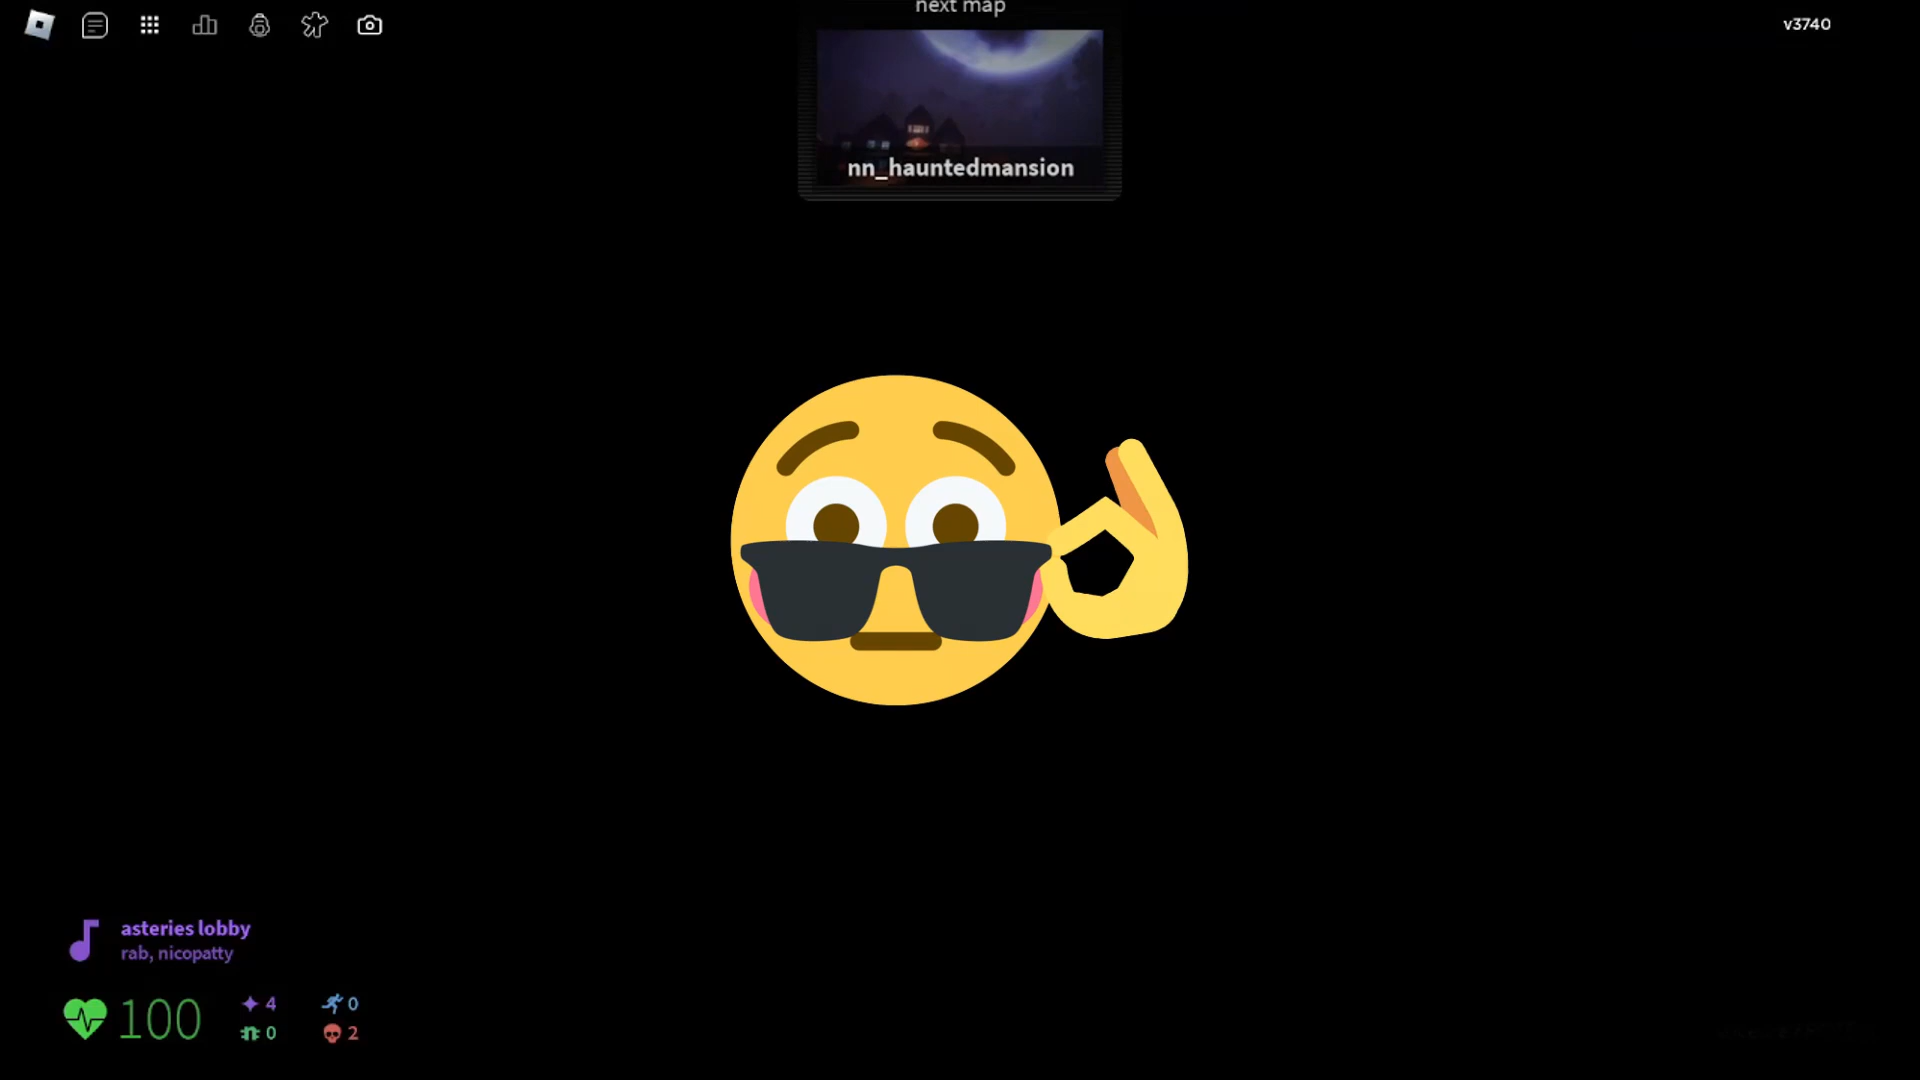 next map
v3740
nn_hauntedmansion
asteries lobby
rab, nicopatty
100
4
0
0
2